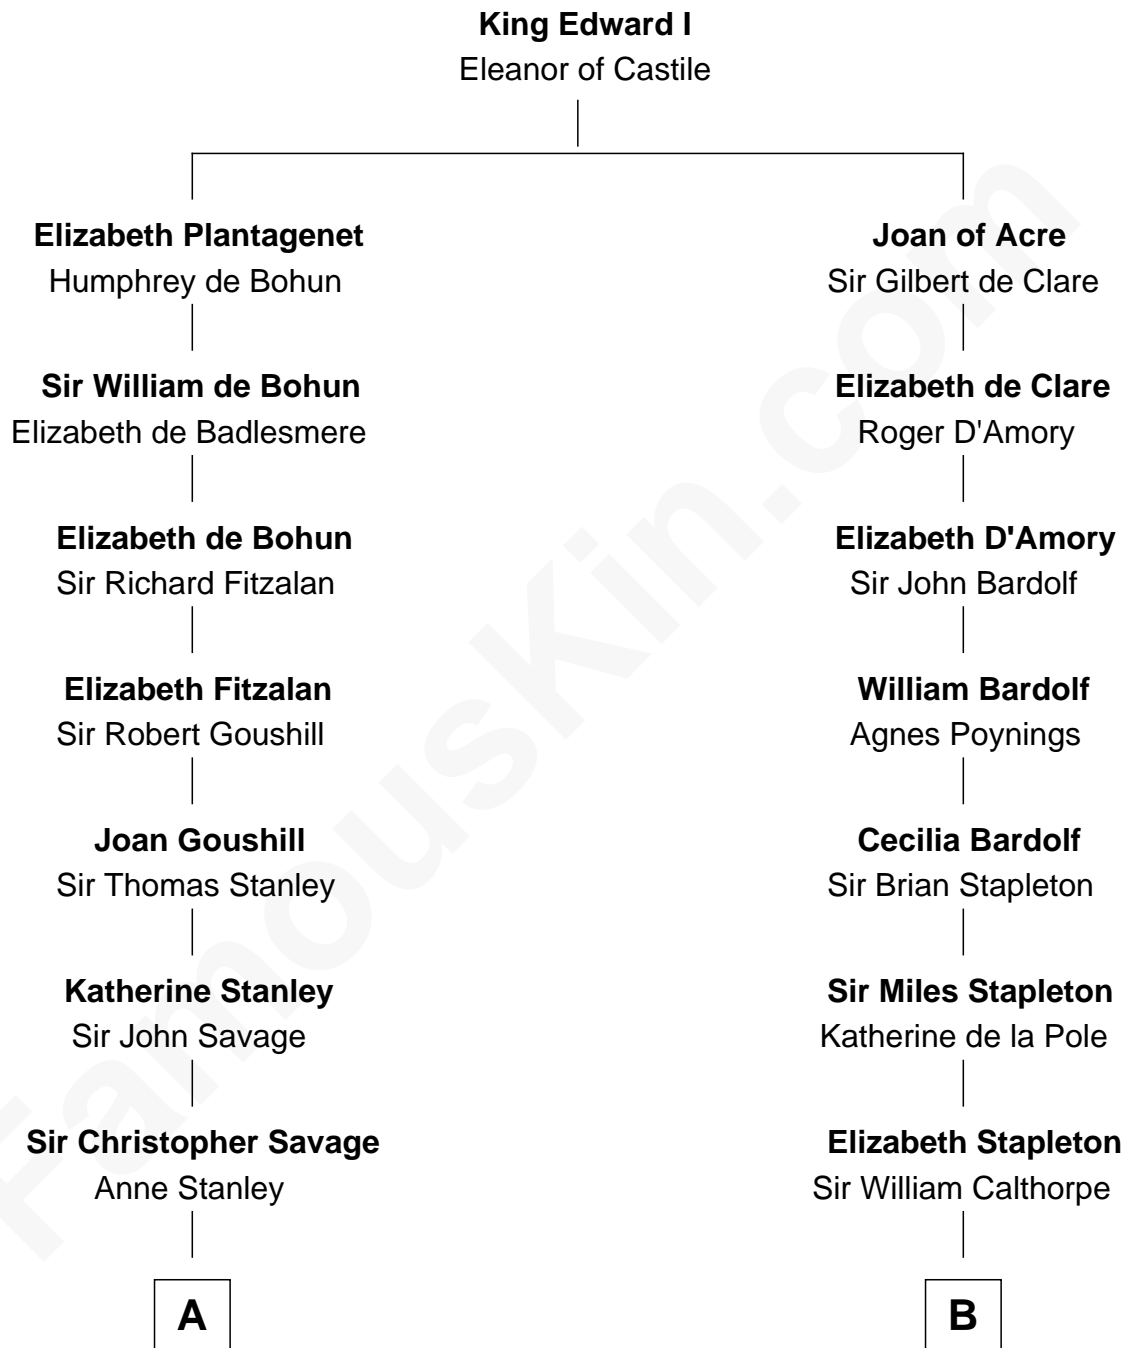 King Edward I
Eleanor of Castile
Elizabeth Plantagenet
Humphrey de Bohun
Joan of Acre
Sir Gilbert de Clare
Sir William de Bohun
Elizabeth de Badlesmere
Elizabeth de Clare
Roger D'Amory
Elizabeth de Bohun
Sir Richard Fitzalan
Elizabeth D'Amory
Sir John Bardolf
Elizabeth Fitzalan
Sir Robert Goushill
William Bardolf
Agnes Poynings
Joan Goushill
Sir Thomas Stanley
Cecilia Bardolf
Sir Brian Stapleton
Katherine Stanley
Sir John Savage
Sir Miles Stapleton
Katherine de la Pole
Sir Christopher Savage
Anne Stanley
Elizabeth Stapleton
Sir William Calthorpe
A
B
FamousKin.com